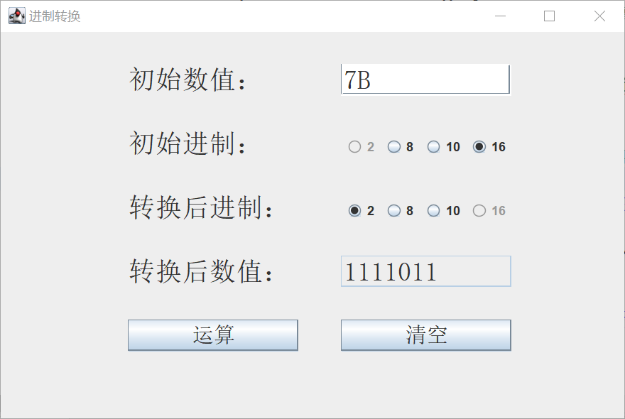 进制转换
初始数值： 7B
初始进制： 2 8 10 16
转换后进制： 2 8 10 16
转换后数值： 1111011
运算 清空